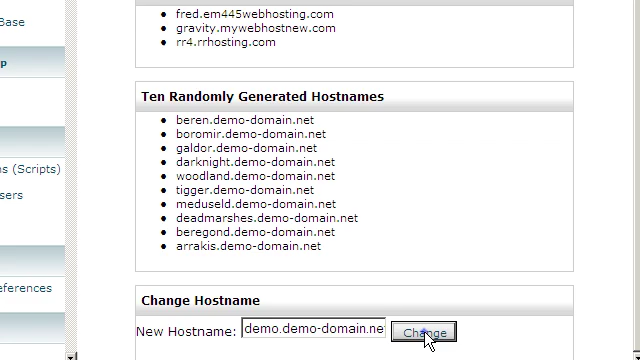 Base
fred.em445webhosting.com
gravity.mywebhostnew.com
rr4.rrhosting.com
p
Ten Randomly Generated Hostnames
beren.demo-domain.net
boromir.demo-domain.net
galdor.demo-domain.net
darknight.demo-domain.net
woodland.demo-domain.net
tigger.demo-domain.net
meduseld.demo-domain.net
deadmarshes.demo-domain.net
beregond.demo-domain.net
arrakis.demo-domain.net
ns (Scripts)
sers
eferences
Change Hostname
New Hostname: demo.demo-domain.ne Change